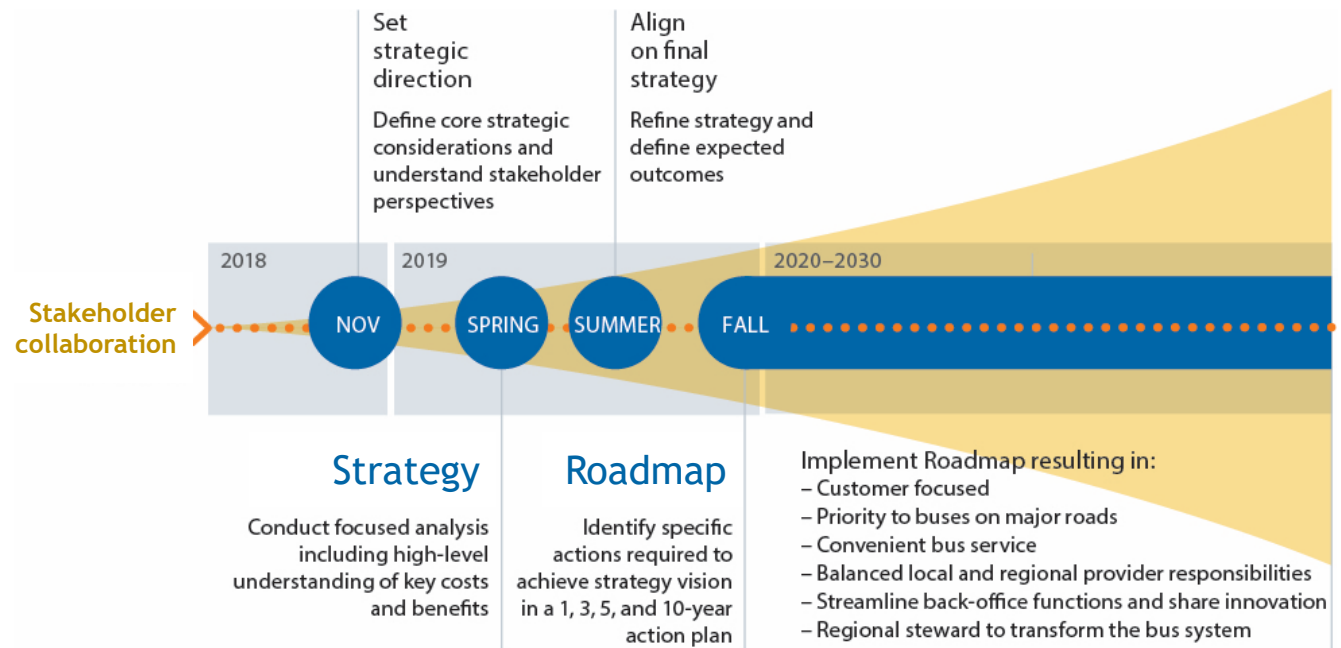 Set
strategic
direction
Define core strategic
considerations and
understand stakeholder
perspectives
Align
on final
strategy
Refine strategy and
define expected
outcomes
2018
2019
2020–2030
Stakeholder
collaboration
NOV
SPRING
SUMMER
FALL
Strategy
Conduct focused analysis
including high-level
understanding of key costs
and benefits
Roadmap
Identify specific
actions required to
achieve strategy vision
in a 1, 3, 5, and 10-year
action plan
Implement Roadmap resulting in:
– Customer focused
– Priority to buses on major roads
– Convenient bus service
– Balanced local and regional provider responsibilities
– Streamline back-office functions and share innovation
– Regional steward to transform the bus system